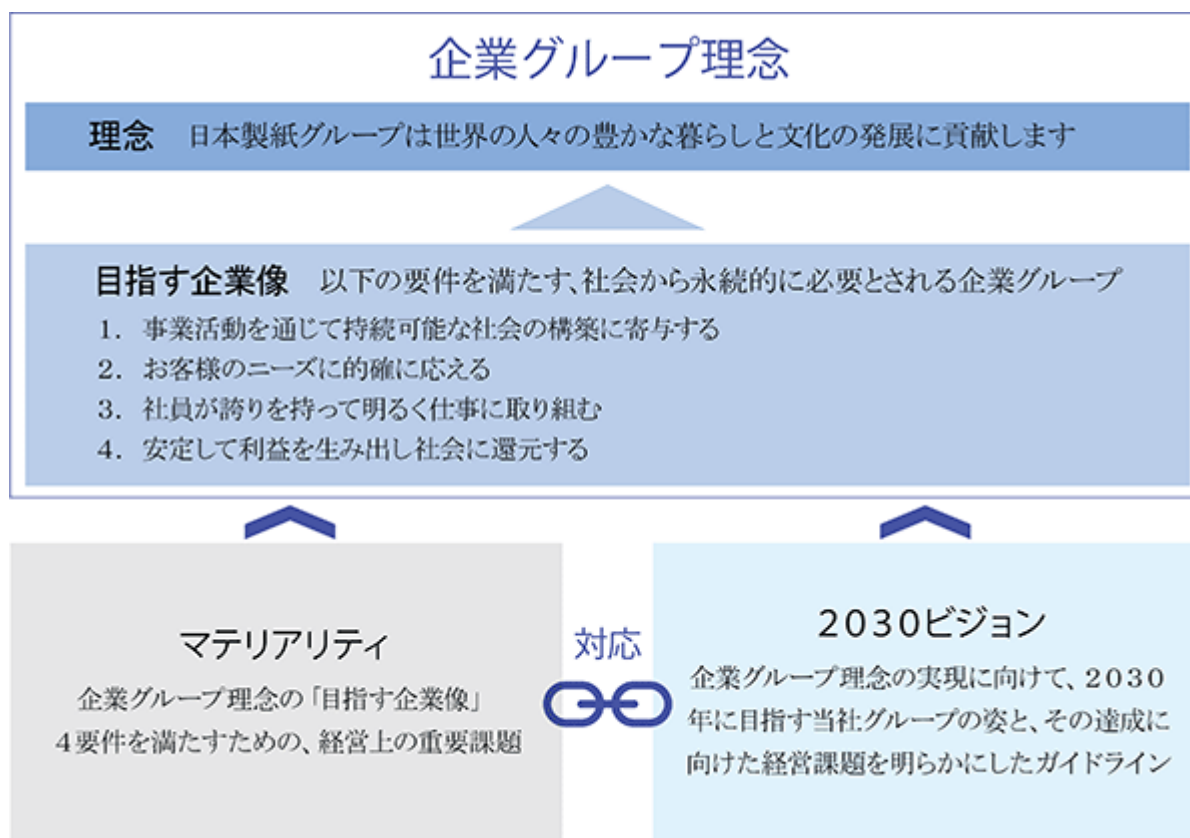 企業グループ理念
理念 日本製紙グループは世界の人々の豊かな暮らしと文化の発展に貢献します
目指す企業像 以下の要件を満たす、社会から永続的に必要とされる企業グループ
1. 事業活動を通じて持続可能な社会の構築に寄与する
2. お客様のニーズに的確に応える
3. 社員が誇りを持って明るく仕事に取り組む
4. 安定して利益を生み出し社会に還元する
マテリアリティ
企業グループ理念の「目指す企業像」
4要件を満たすための、経営上の重要課題
対応
2030ビジョン
企業グループ理念の実現に向けて、2030
年に目指す当社グループの姿と、その達成に
向けた経営課題を明らかにしたガイドライン